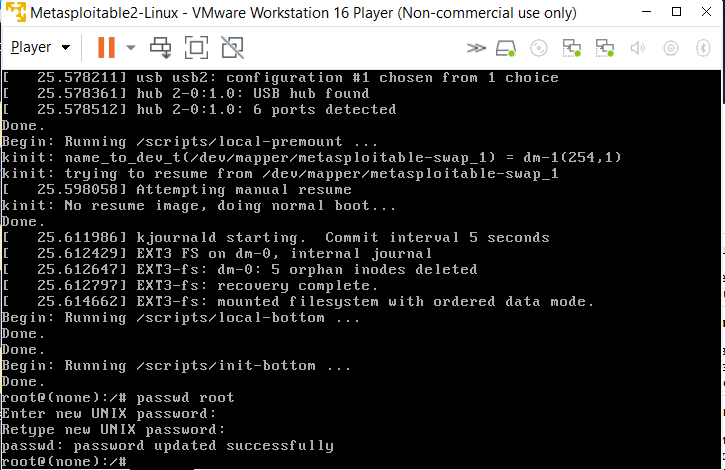 Metasploitable2-Linux - VMware Workstation 16 Player (Non-commercial use only)
Player
[   25.578211] usb usb2: configuration #1 chosen from 1 choice
[   25.578361] hub 2-0:1.0: USB hub found
[   25.578512] hub 2-0:1.0: 6 ports detected
Done.
Begin: Running /scripts/local-premount ...
kinit: name_to_dev_t(/dev/mapper/metasploitable-swap_1) = dm-1(254,1)
kinit: trying to resume from /dev/mapper/metasploitable-swap_1
[   25.598058] Attempting manual resume
kinit: No resume image, doing normal boot...
Done.
[   25.611986] kjournald starting.  Commit interval 5 seconds
[   25.612429] EXT3 FS on dm-0, internal journal
[   25.612647] EXT3-fs: dm-0: 5 orphan inodes deleted
[   25.612797] EXT3-fs: recovery complete.
[   25.614662] EXT3-fs: mounted filesystem with ordered data mode.
Begin: Running /scripts/local-bottom ...
Done.
Done.
Begin: Running /scripts/init-bottom ...
Done.
root@(none):/# passwd root
Enter new UNIX password:
Retype new UNIX password:
passwd: password updated successfully
root@(none):/#